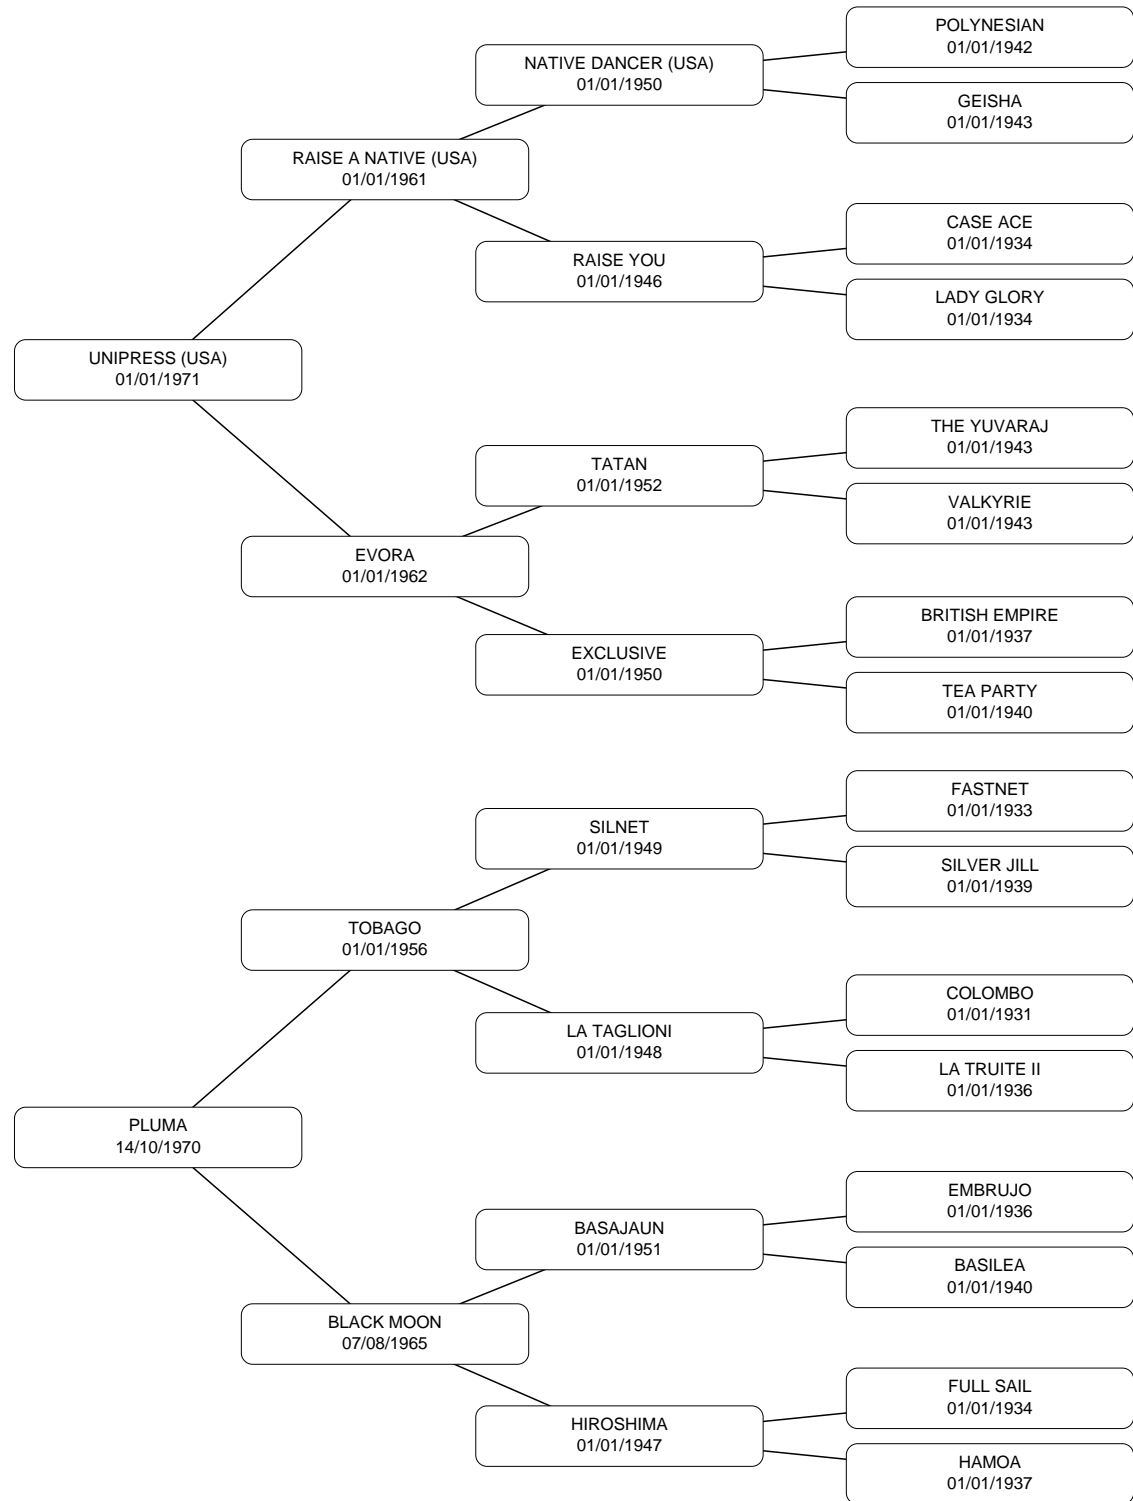 POLYNESIAN
01/01/1942
NATIVE DANCER (USA)
01/01/1950
GEISHA
01/01/1943
RAISE A NATIVE (USA)
01/01/1961
CASE ACE
01/01/1934
RAISE YOU
01/01/1946
LADY GLORY
01/01/1934
UNIPRESS (USA)
01/01/1971
THE YUVARAJ
01/01/1943
TATAN
01/01/1952
VALKYRIE
01/01/1943
EVORA
01/01/1962
BRITISH EMPIRE
01/01/1937
EXCLUSIVE
01/01/1950
TEA PARTY
01/01/1940
FASTNET
01/01/1933
SILNET
01/01/1949
SILVER JILL
01/01/1939
TOBAGO
01/01/1956
COLOMBO
01/01/1931
LA TAGLIONI
01/01/1948
LA TRUITE II
01/01/1936
PLUMA
14/10/1970
EMBRUJO
01/01/1936
BASAJAUN
01/01/1951
BASILEA
01/01/1940
BLACK MOON
07/08/1965
FULL SAIL
01/01/1934
HIROSHIMA
01/01/1947
HAMOA
01/01/1937